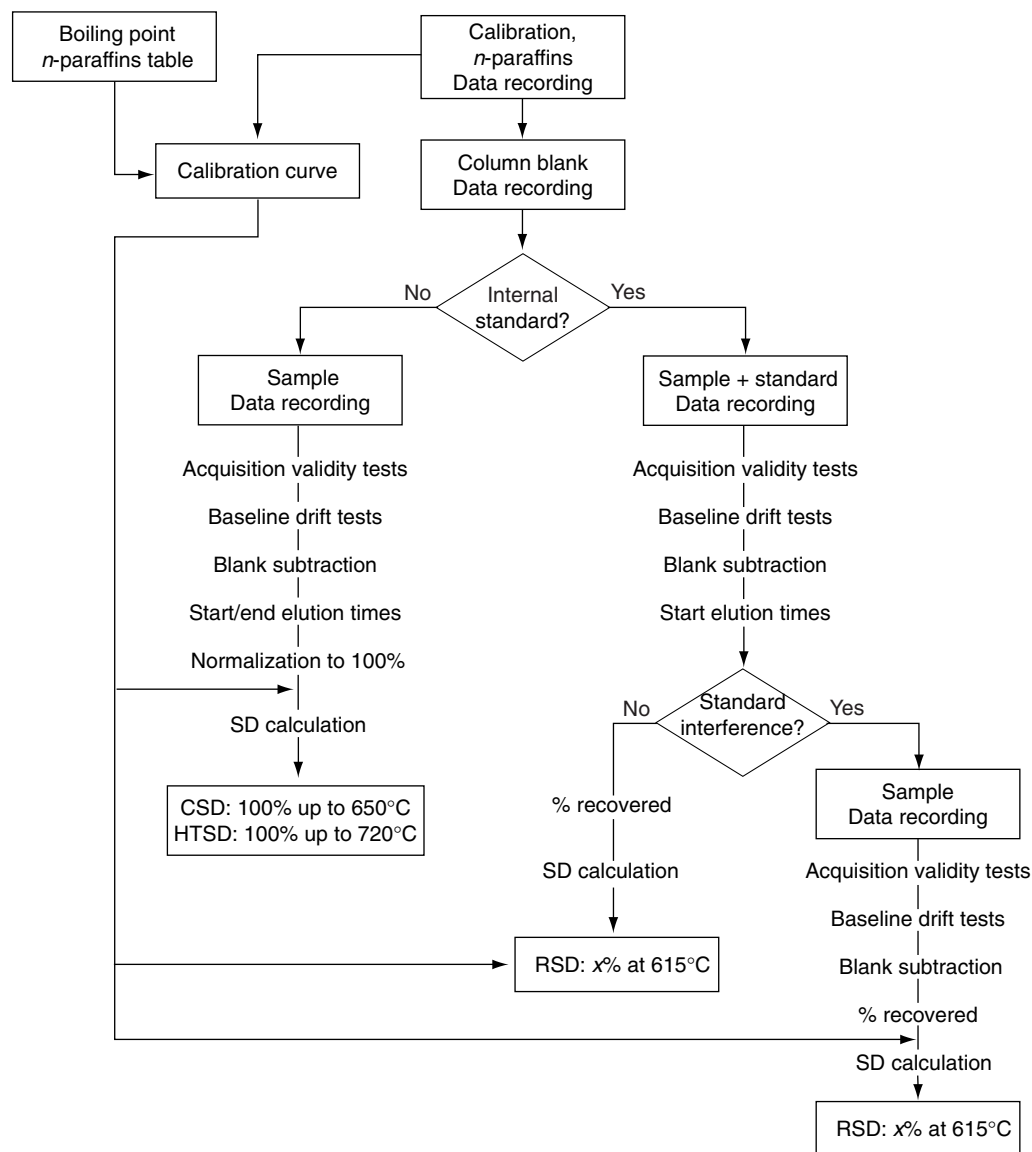 Boiling point
n-paraffins table
Calibration,
n-paraffins
Data recording
Calibration curve
Column blank
Data recording
No
Internal
standard?
Yes
Sample
Data recording
Acquisition validity tests
Baseline drift tests
Blank subtraction
Start/end elution times
Normalization to 100%
SD calculation
CSD: 100% up to 650°C
HTSD: 100% up to 720°C
Sample + standard
Data recording
Acquisition validity tests
Baseline drift tests
Blank subtraction
Start elution times
No
Standard
interference?
Yes
% recovered
SD calculation
RSD: x% at 615°C
Sample
Data recording
Acquisition validity tests
Baseline drift tests
Blank subtraction
% recovered
SD calculation
RSD: x% at 615°C